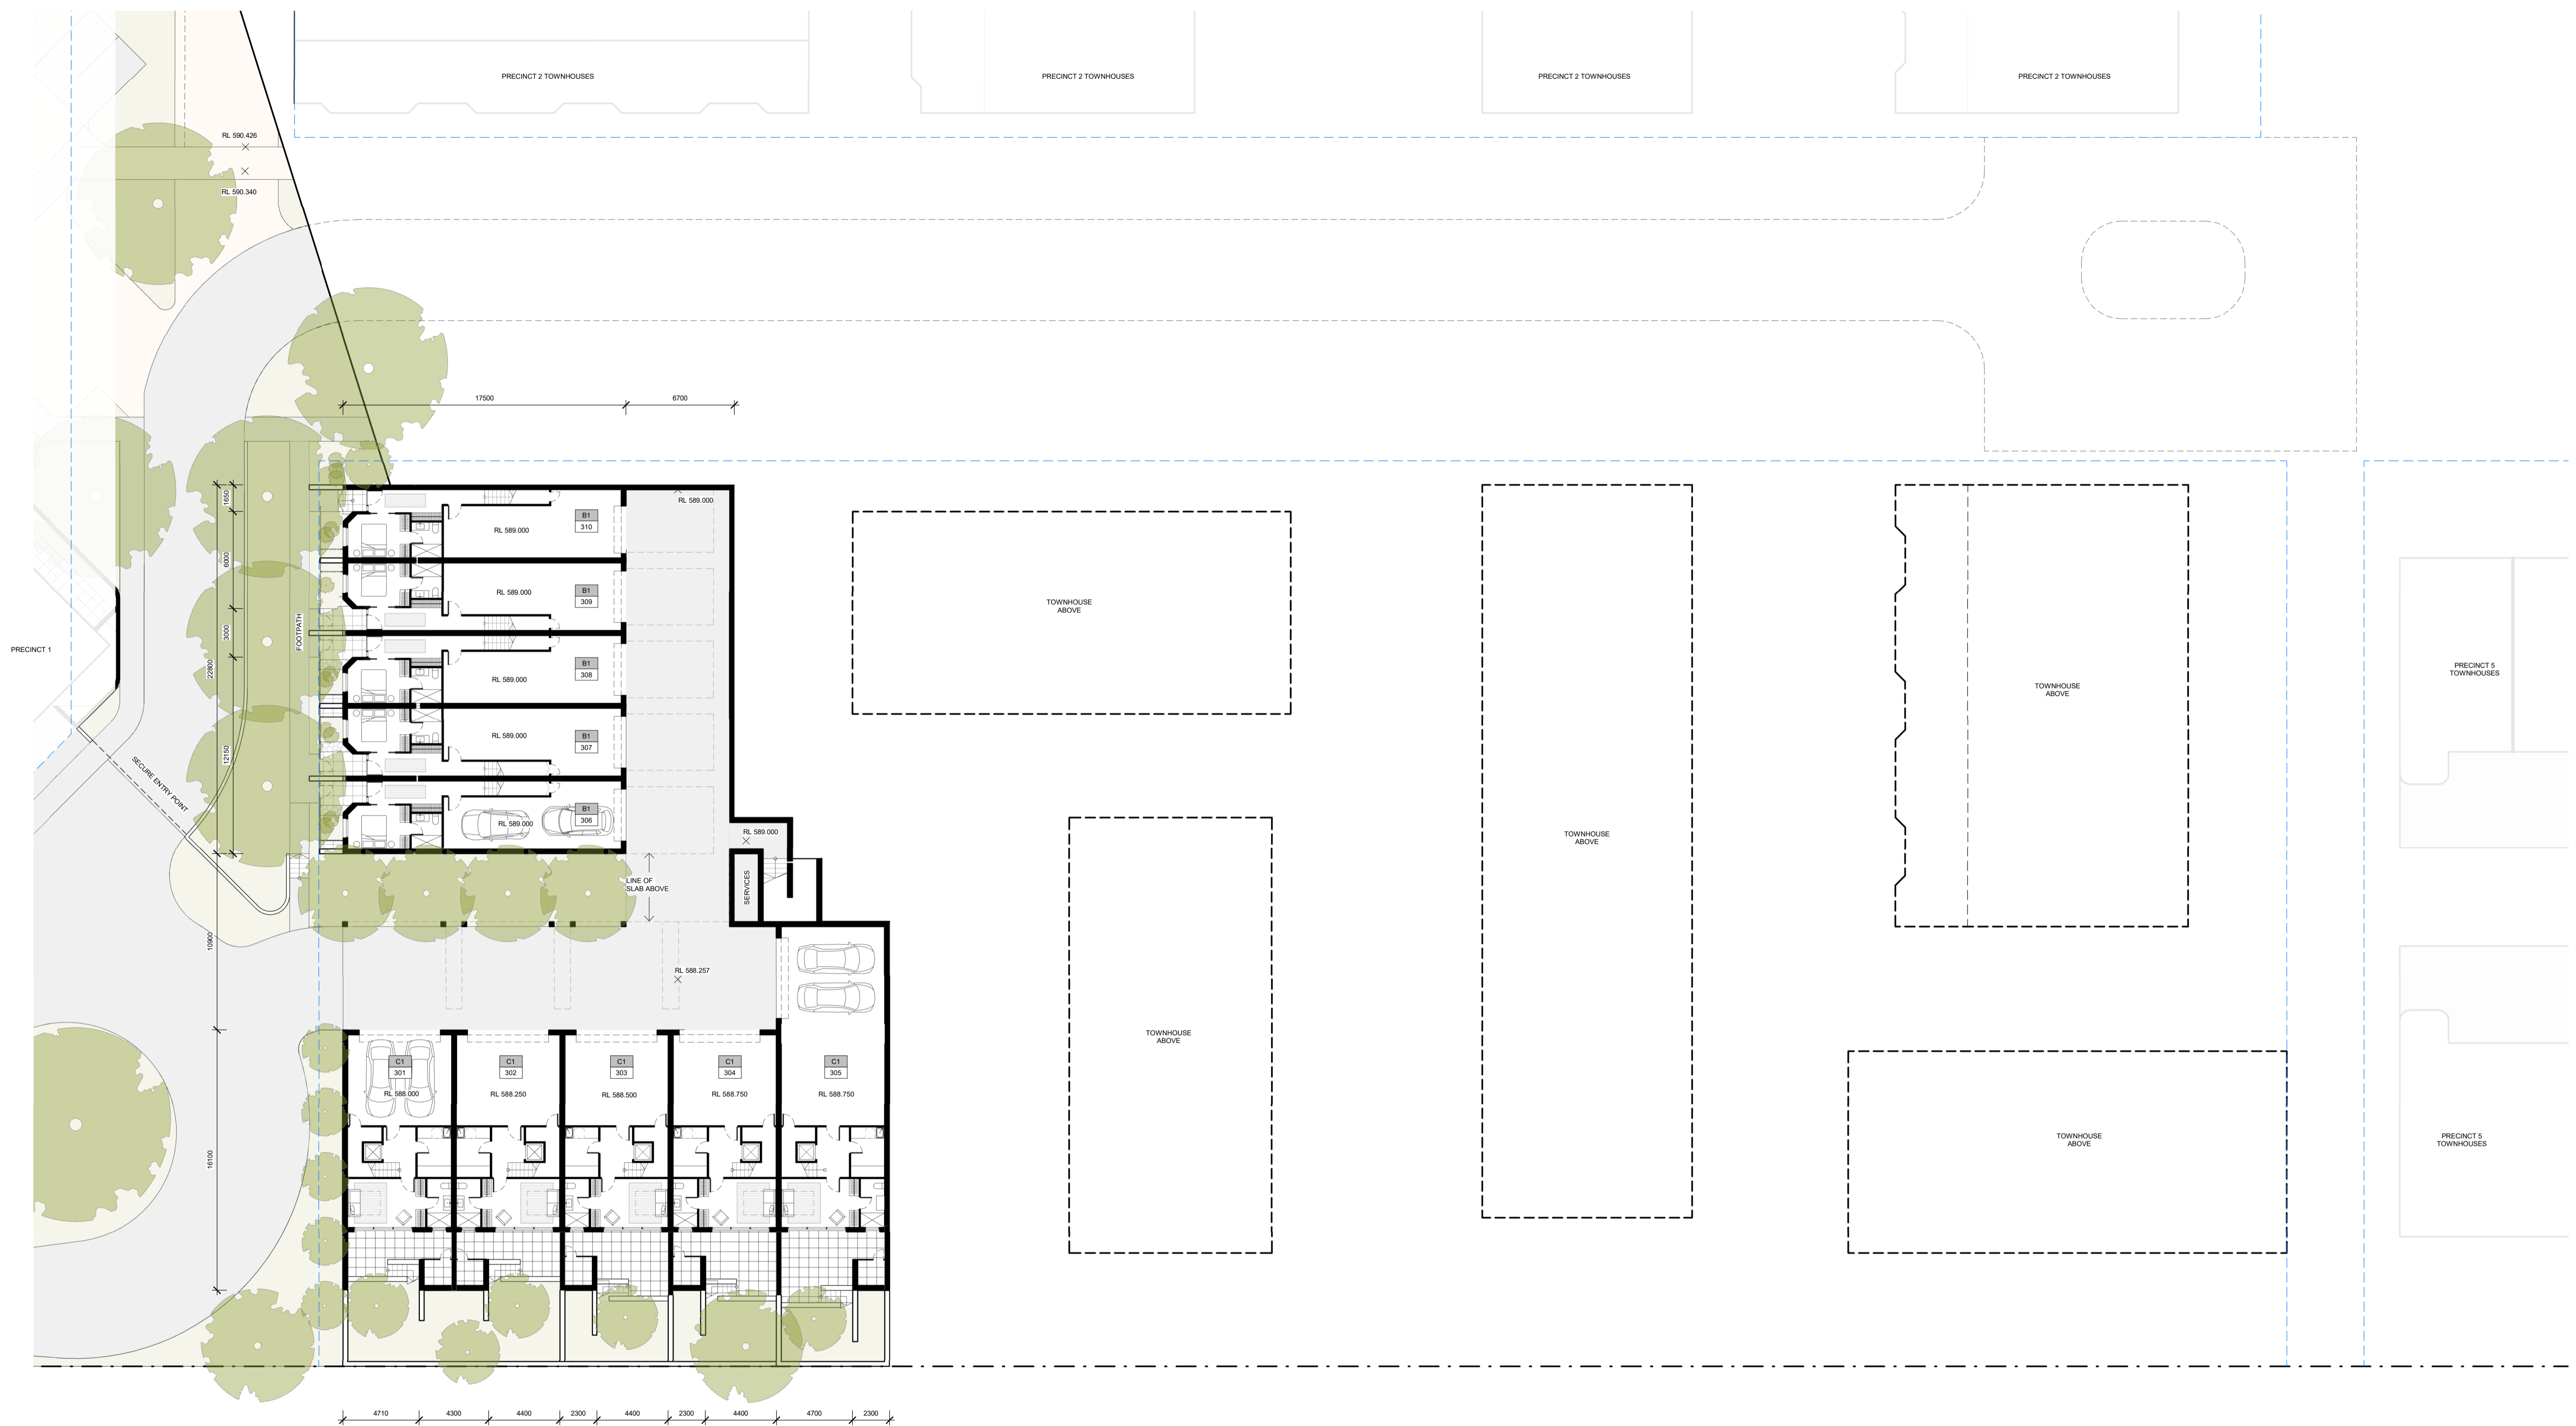 PRECINCT 2 TOWNHOUSES
PRECINCT 2 TOWNHOUSES
PRECINCT 2 TOWNHOUSES
PRECINCT 2 TOWNHOUSES
RL 590.426
RL 590.340
17500
6700
1650
6000
3000
12150
22800
10900
16100
FOOTPATH
PRECINCT 1
SECURE ENTRY POINT
RL 589.000
B1
310
RL 589.000
B1
309
RL 589.000
B1
308
RL 589.000
B1
307
RL 589.000
B1
306
RL 589.000
RL 589.000
LINE OF
SLAB ABOVE
SERVICES
RL 588.257
C1
301
RL 588.000
C1
302
RL 588.250
C1
303
RL 588.500
C1
304
RL 588.750
C1
305
RL 588.750
TOWNHOUSE
ABOVE
TOWNHOUSE
ABOVE
TOWNHOUSE
ABOVE
TOWNHOUSE
ABOVE
TOWNHOUSE
ABOVE
PRECINCT 5
TOWNHOUSES
PRECINCT 5
TOWNHOUSES
4710
4300
4400
2300
4400
2300
4400
4700
2300